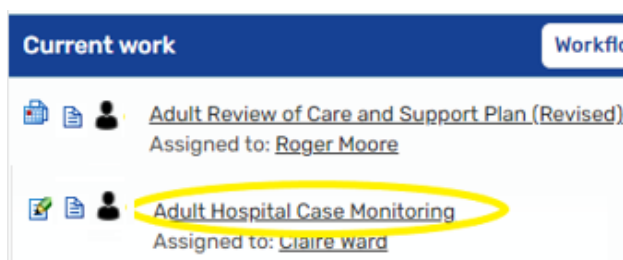 Current work
Workflo
Adult Review of Care and Support Plan (Revised)
Assigned to: Roger Moore
Adult Hospital Case Monitoring
Assigned to: Claire Ward